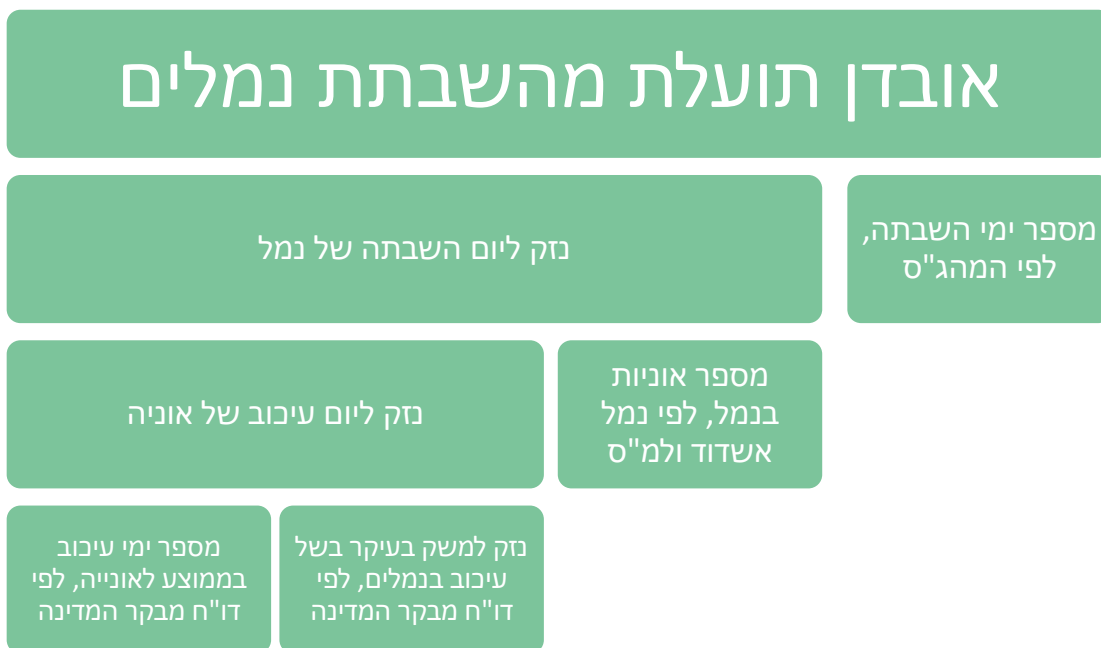 אובדן תועלת מהשבתת נמלים
מספר ימי השבתה,
לפי המהג"ס
נזק ליום השבתה של נמל
מספר אוניות
בנמל, לפי נמל
אשדוד ולמ"ס
נזק ליום עיכוב של אוניה
נזק למשק בעיקר בשל
עיכוב בנמלים, לפי
דו"ח מבקר המדינה
מספר ימי עיכוב
בממוצע לאונייה, לפי
דו"ח מבקר המדינה